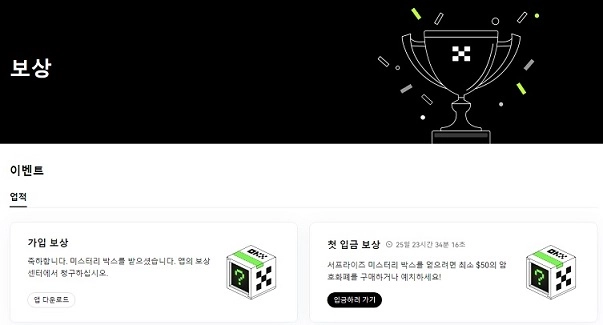 보상
이벤트
업적
가입 보상
축하합니다. 미스터리 박스를 받으셨습니다. 앱의 보상
센터에서 청구하십시오.
앱 다운로드
OKX
?
첫 입금 보상 25일 23시간 34분 16초
서프라이즈 미스터리 박스를 얻으려면 최소 $50의 암
호화폐를 구매하거나 예치하세요!
입금하러 가기
OKX
?